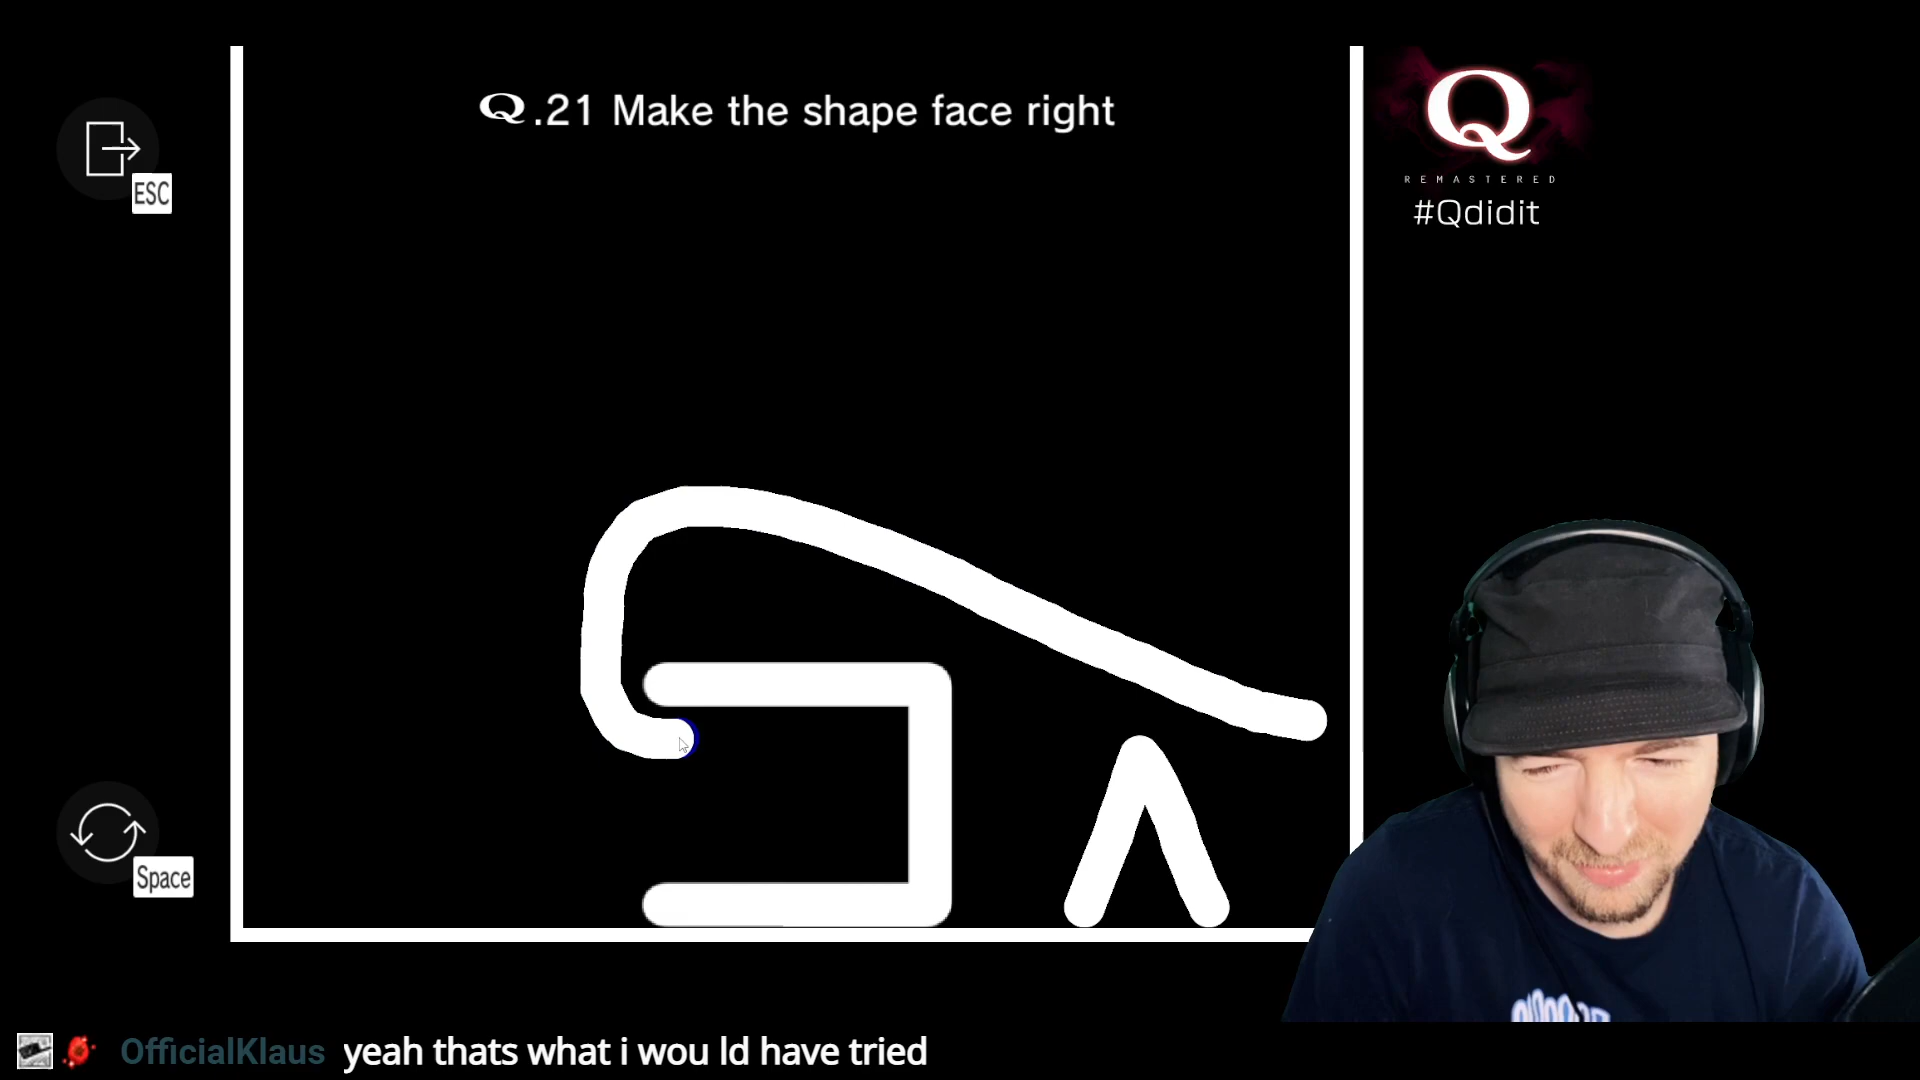 Q.21 Make the shape face right
Q
REMASTERED
#Qdidit
ESC
Space
OfficialKlaus yeah thats what i wou ld have tried